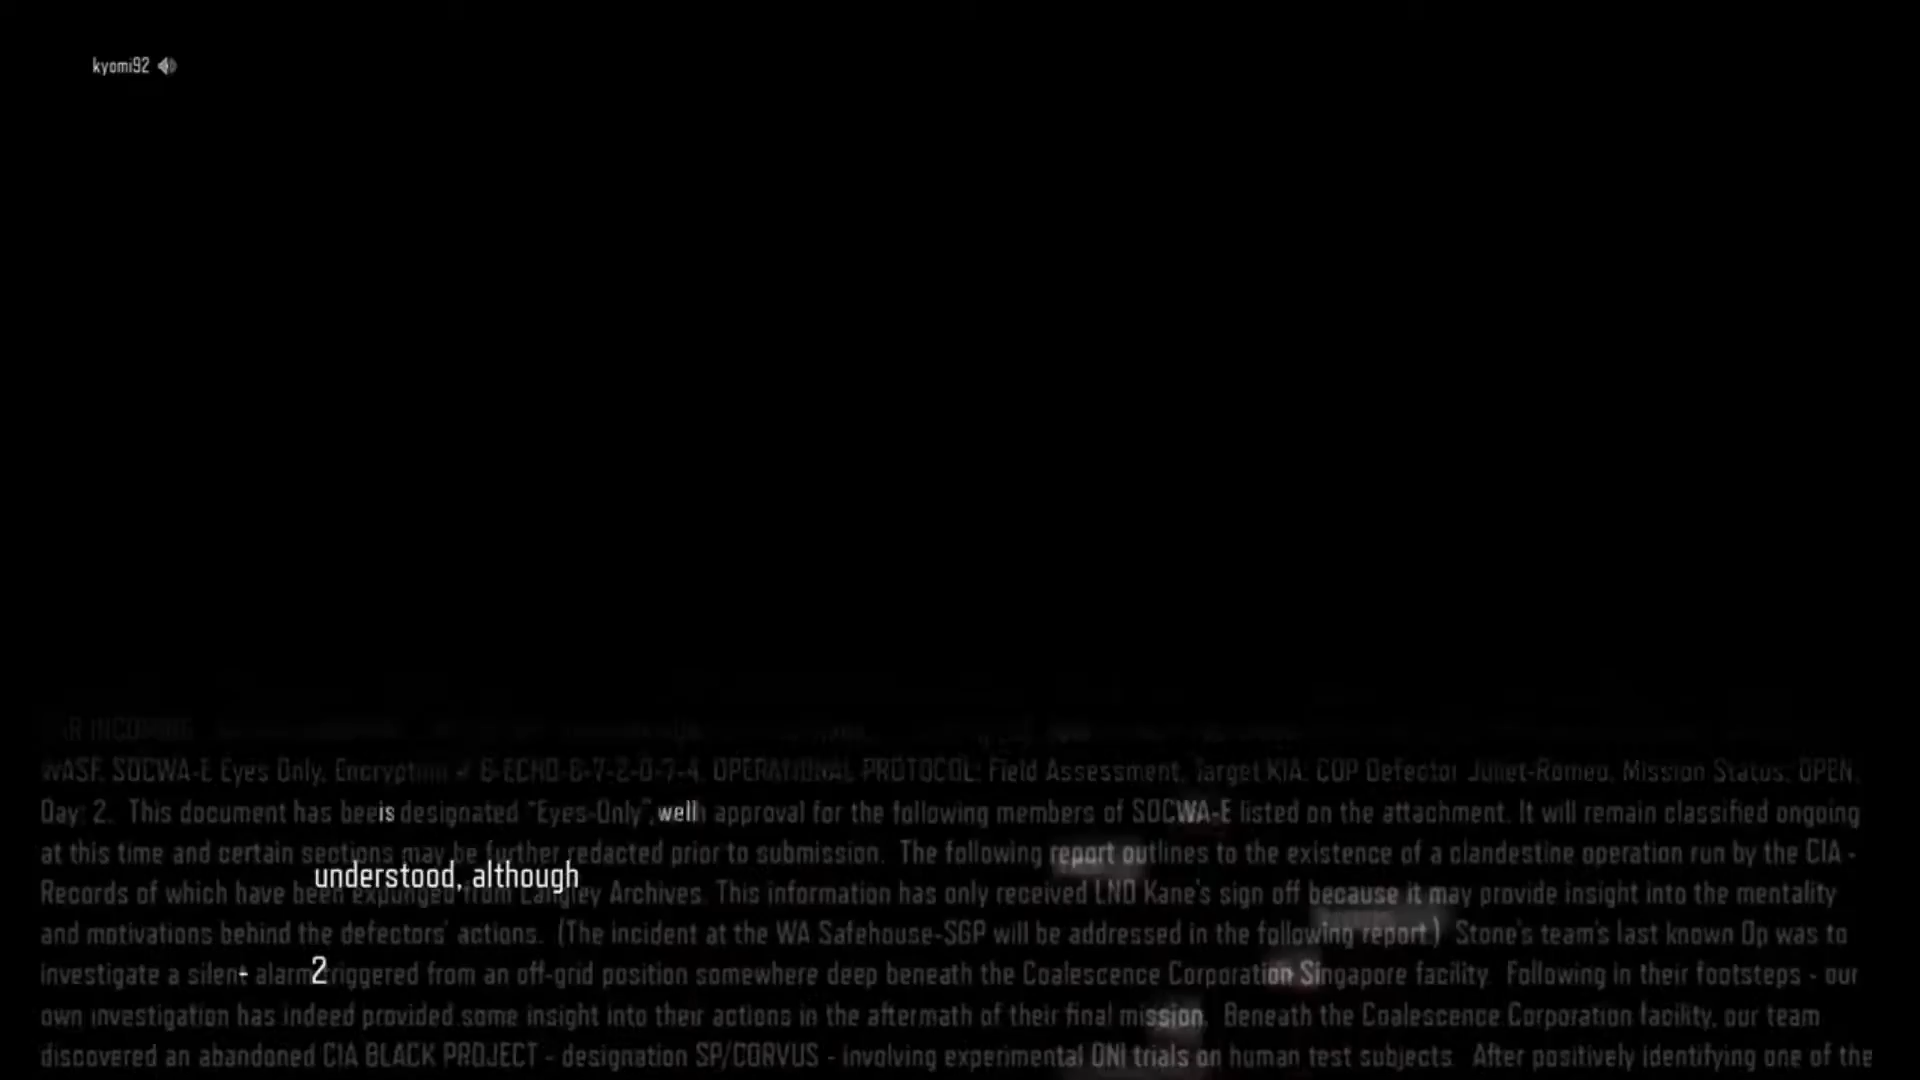 kyomi92
INCOMING
WASF, SOCWA-E Eyes Only, Encryption # 6-ECHO-6-7-2-0-7-4. OPERATIONAL PROTOCOL: Field Assessment, Target KIA: COP Defector Juliet-Romeo, Mission Status: OPEN.
Day: 2. This document has designated "Eyes-Only", approval for the following members of SOCWA-E listed on the attachment. It will remain classified ongoing
is well
at this time and certain sections may be further redacted prior to submission. The following report outlines to the existence of a clandestine operation run by the CIA -
understood, although
Records of which have been expunged from Langley Archives. This information has only received LNO Kane's sign off because it may provide insight into the mentality
and motivations behind the defectors' actions. (The incident at the WA Safehouse-SGP will be addressed in the following report.) Stone's team's last known Op was to
- 2
investigate a alarm triggered from an off-grid position somewhere deep beneath the Coalescence Corporation Singapore facility. Following in their footsteps - our
own investigation has indeed provided some insight into their actions in the aftermath of their final mission. Beneath the Coalescence Corporation facility, our team
discovered an abandoned CIA BLACK PROJECT - designation SP/CORVUS - involving experimental DNI trials on human test subjects. After positively identifying one of the